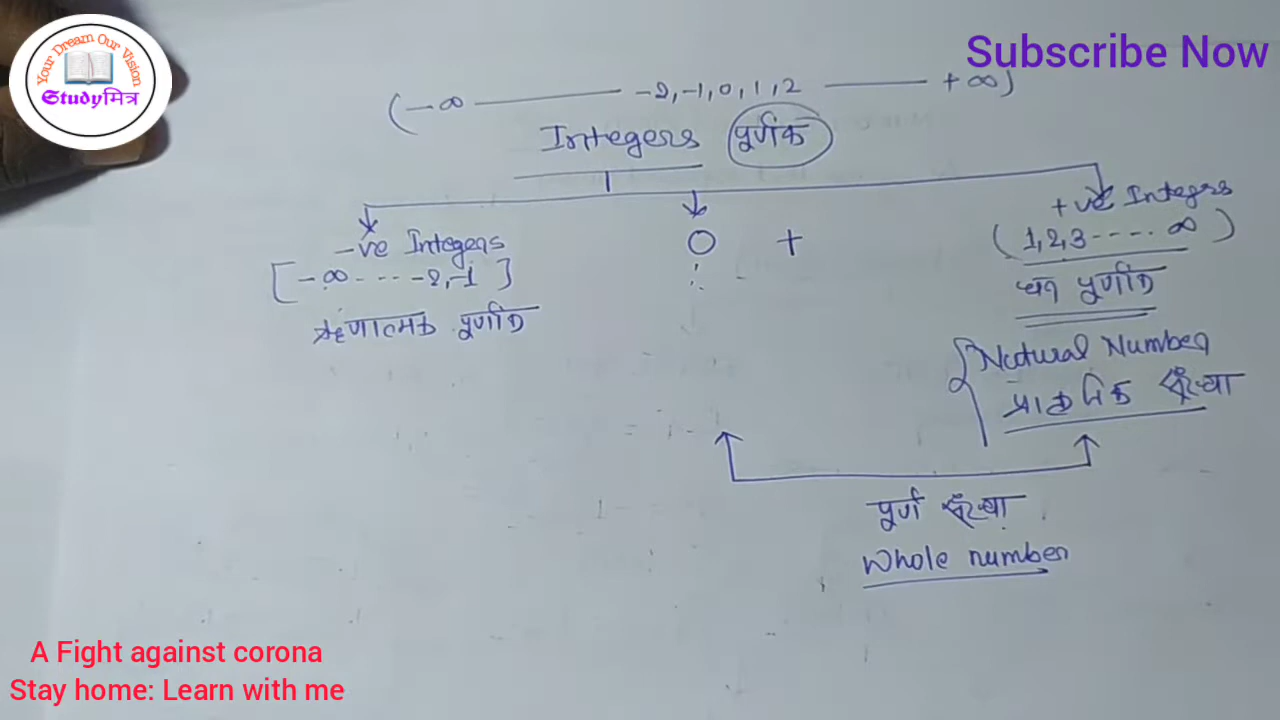 Your Dream Our Vision
Studyमित्र
Subscribe Now
(-∞ ——— -2,-1,0,1,2 ——— +∞)
Integers पूर्णांक
-ve Integers
[-∞ ---- -2,-1]
ऋणात्मक पूर्णांक
0 +
+ve Integers
(1,2,3----- ∞)
धन पूर्णांक
Natural Number
प्राकृतिक संख्या
पूर्ण संख्या
Whole number
A Fight against corona
Stay home: Learn with me